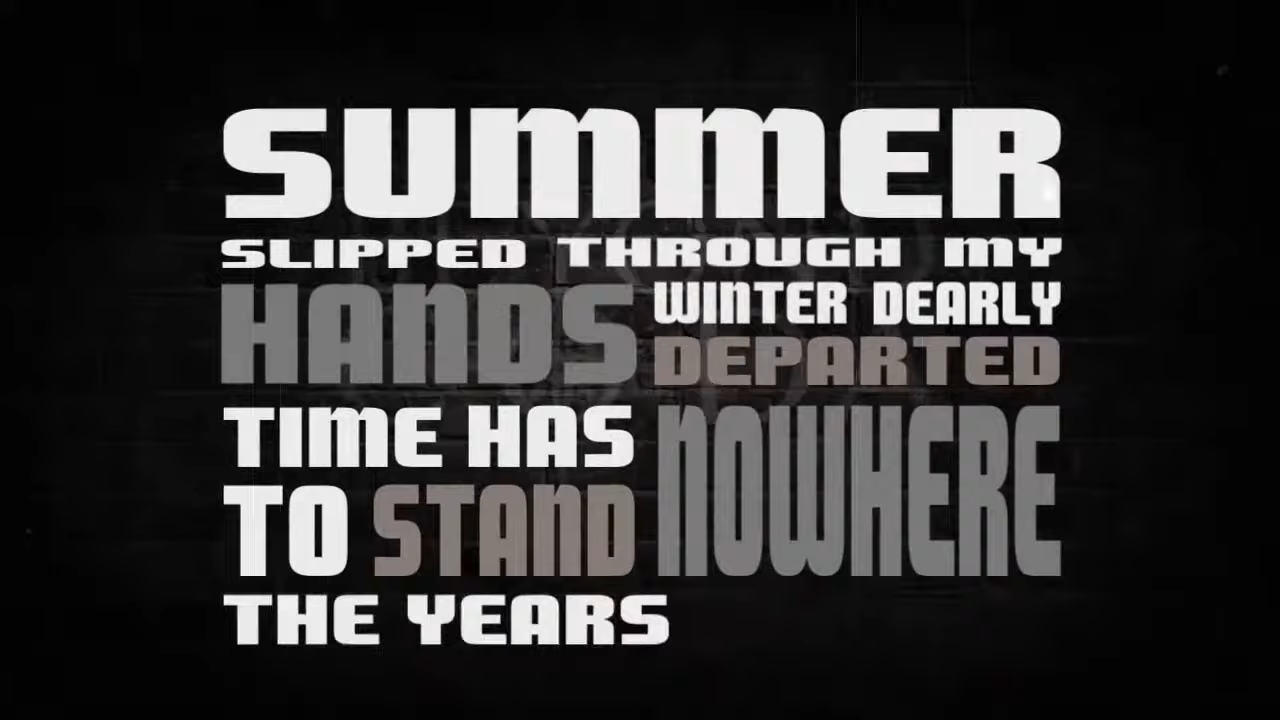 SUMMER
SLIPPED THROUGH MY
HANDS
WINTER DEARLY
DEPARTED
TIME HAS
TO STAND
NOWHERE
THE YEARS